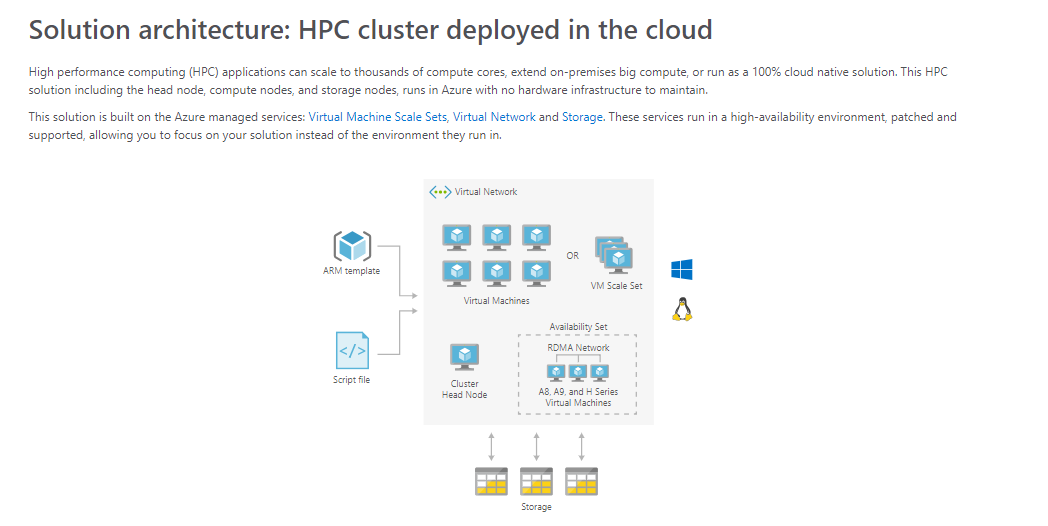 Solution architecture: HPC cluster deployed in the cloud
High performance computing (HPC) applications can scale to thousands of compute cores, extend on-premises big compute, or run as a 100% cloud native solution. This HPC
solution including the head node, compute nodes, and storage nodes, runs in Azure with no hardware infrastructure to maintain.
This solution is built on the Azure managed services: Virtual Machine Scale Sets, Virtual Network and Storage. These services run in a high-availability environment, patched and
supported, allowing you to focus on your solution instead of the environment they run in.
Virtual Network
ARM template
OR
VM Scale Set
Virtual Machines
Availability Set
RDMA Network
</>
Script file
Cluster
Head Node
A8, A9, and H Series
Virtual Machines
Storage